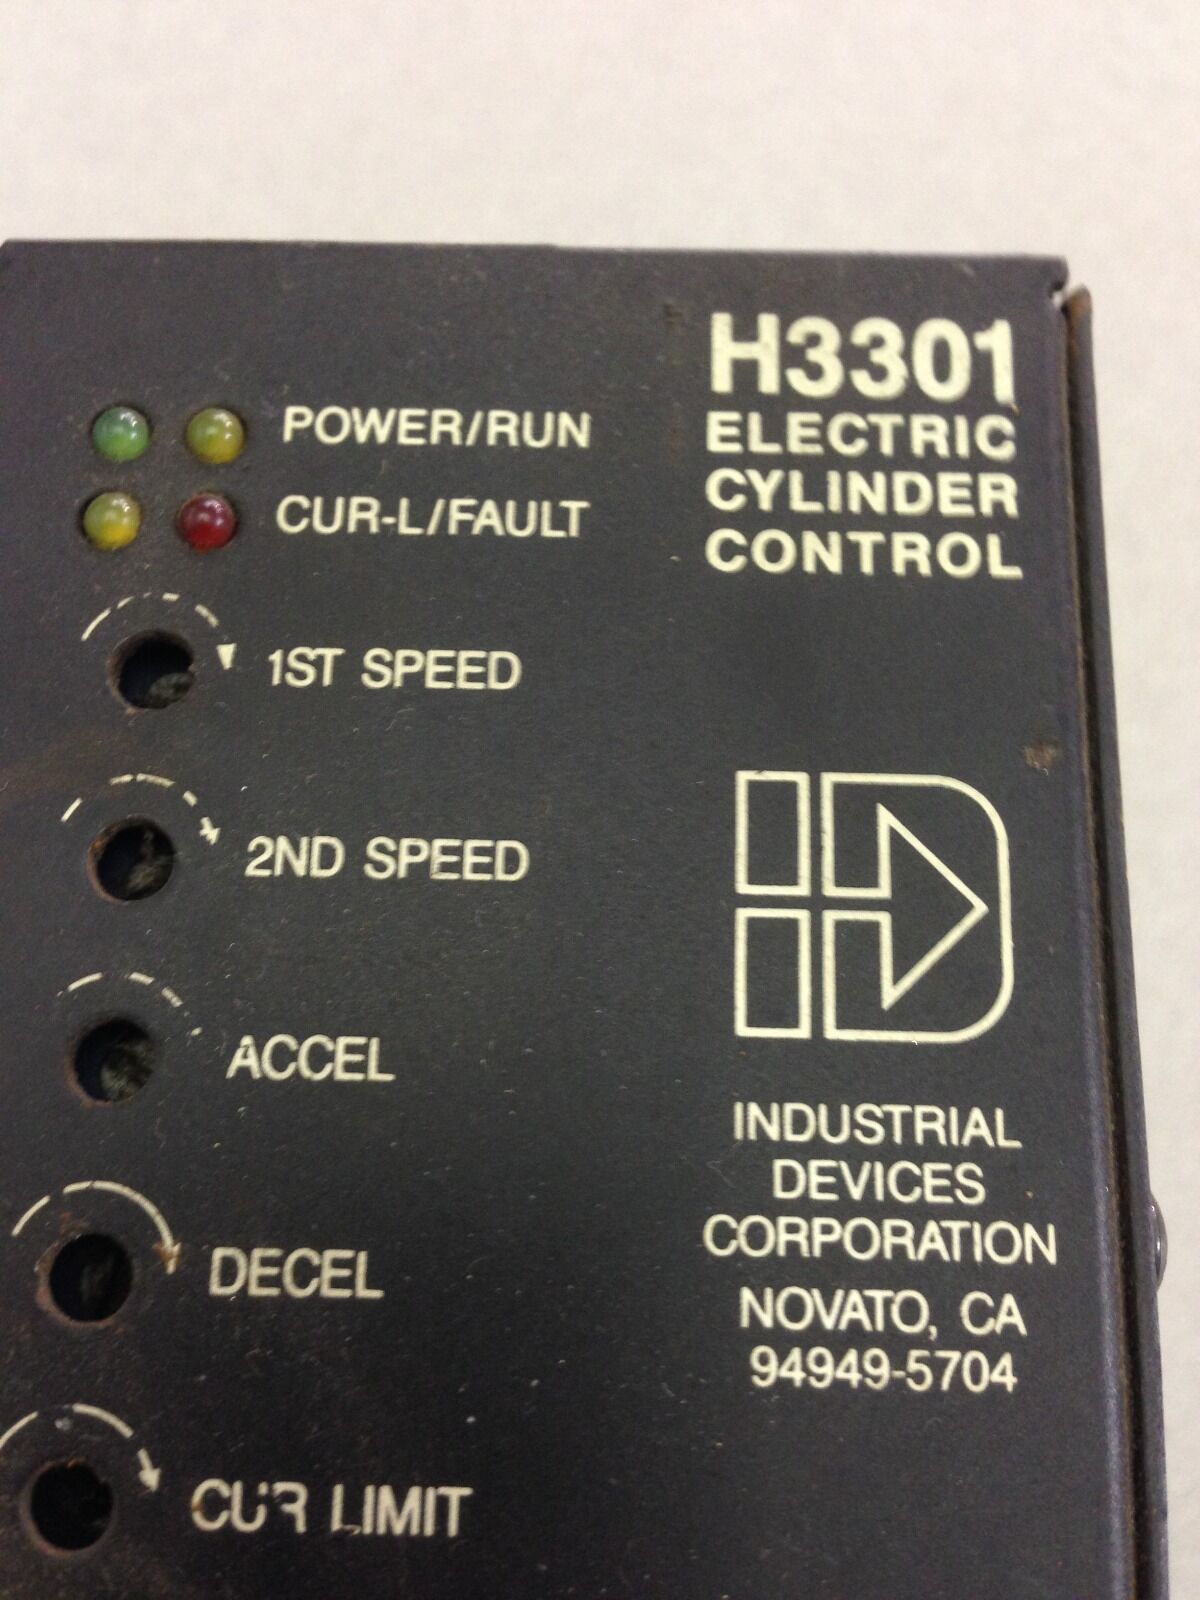 H3301
ELECTRIC
CYLINDER
CONTROL
POWER/RUN
CUR-L/FAULT
1ST SPEED
2ND SPEED
ACCEL
DECEL
CUR LIMIT
INDUSTRIAL
DEVICES
CORPORATION
NOVATO, CA
94949-5704